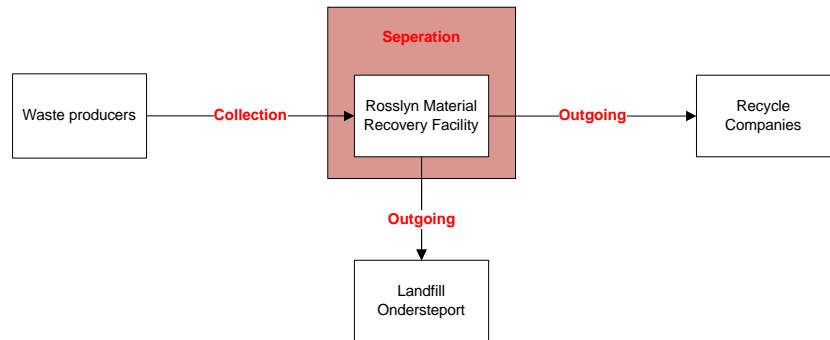 Seperation
Waste producers
Collection
Rosslyn Material
Recovery Facility
Outgoing
Recycle
Companies
Outgoing
Landfill
Ondersteport